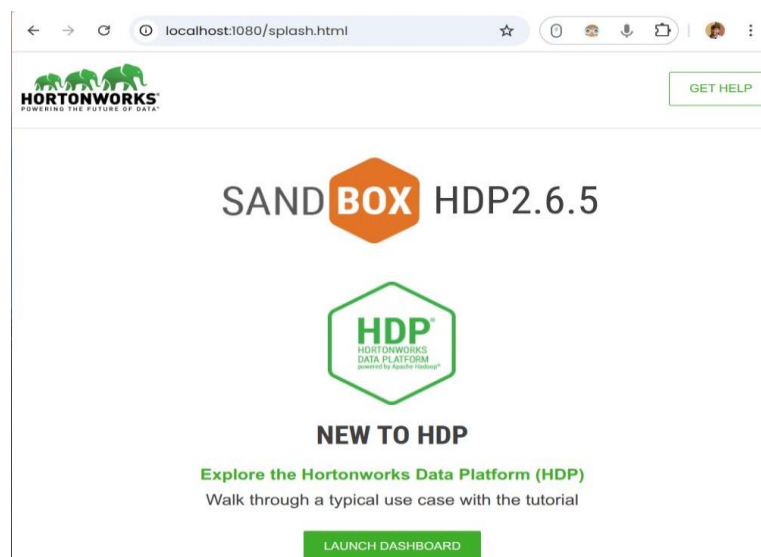 localhost:1080/splash.html
HORTONWORKS
POWERING THE FUTURE OF DATA
GET HELP
SANDBOX HDP2.6.5
HDP
HORTONWORKS
DATA PLATFORM
powered by Apache Hadoop®
NEW TO HDP
Explore the Hortonworks Data Platform (HDP)
Walk through a typical use case with the tutorial
LAUNCH DASHBOARD